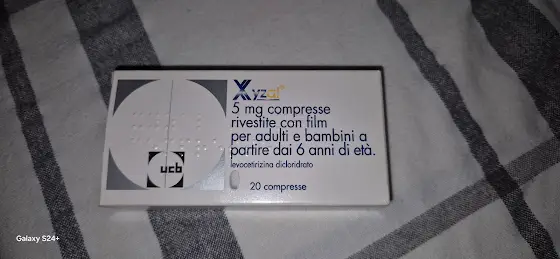 Xyzal®
5 mg compresse
rivestite con film
per adulti e bambini a
partire dai 6 anni di età.
levocetirizina dicloridrato
20 compresse
ucb
Galaxy S24+